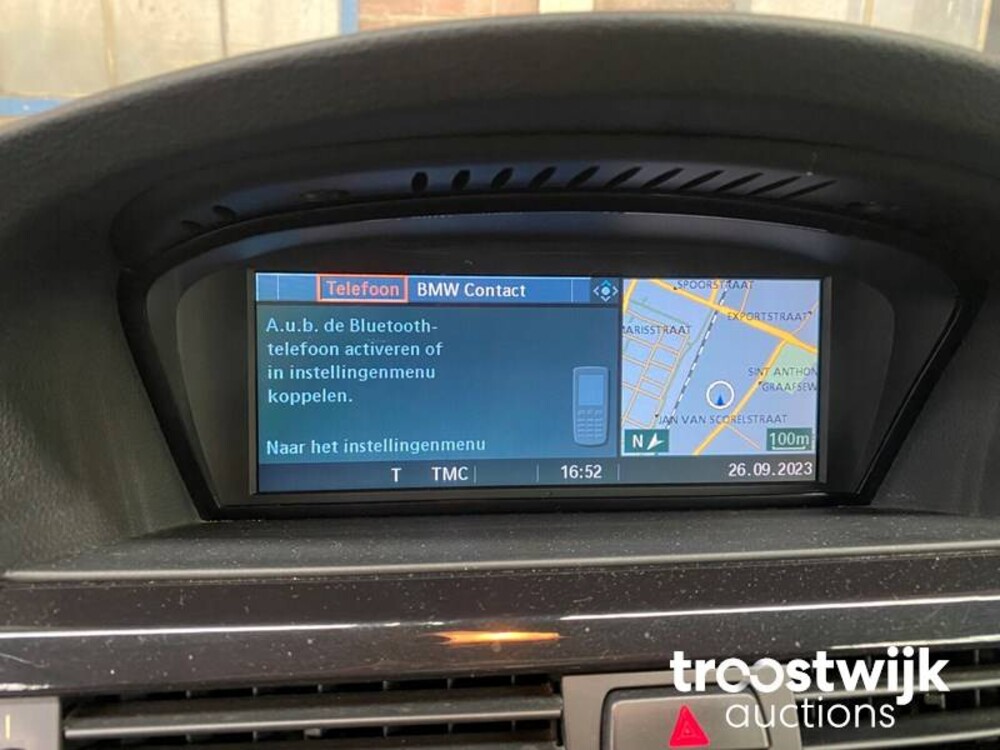 Telefoon BMW Contact
A.u.b. de Bluetooth-
telefoon activeren of
in instellingenmenu
koppelen.
Naar het instellingenmenu
T TMC 16:52 26.09.2023
SPOORSTRAAT
EXPORTSTRAAT
MARISSTRAAT
SINT ANTHON
GRAAFSEW
JAN VAN SCORELSTRAAT
N 100m
troostwijk
auctions